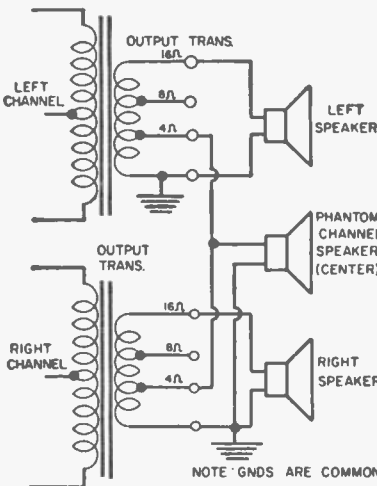 OUTPUT TRANS.
16Ω
8Ω
4Ω
LEFT
CHANNEL
LEFT
SPEAKER
PHANTOM
CHANNEL
SPEAKER
(CENTER)
OUTPUT
TRANS.
16Ω
8Ω
4Ω
RIGHT
CHANNEL
RIGHT
SPEAKER
NOTE: GNDS ARE COMMON